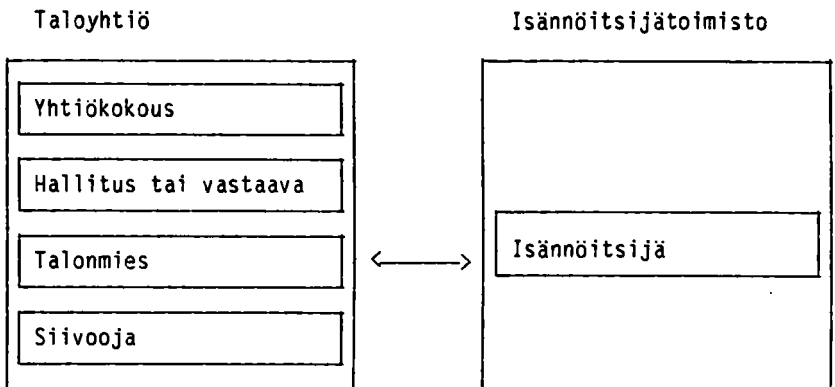 Taloyhtiö
Isännöitsijätoimisto
Yhtiökokous
Hallitus tai vastaava
Talonmies
Siivooja
Isännöitsijä